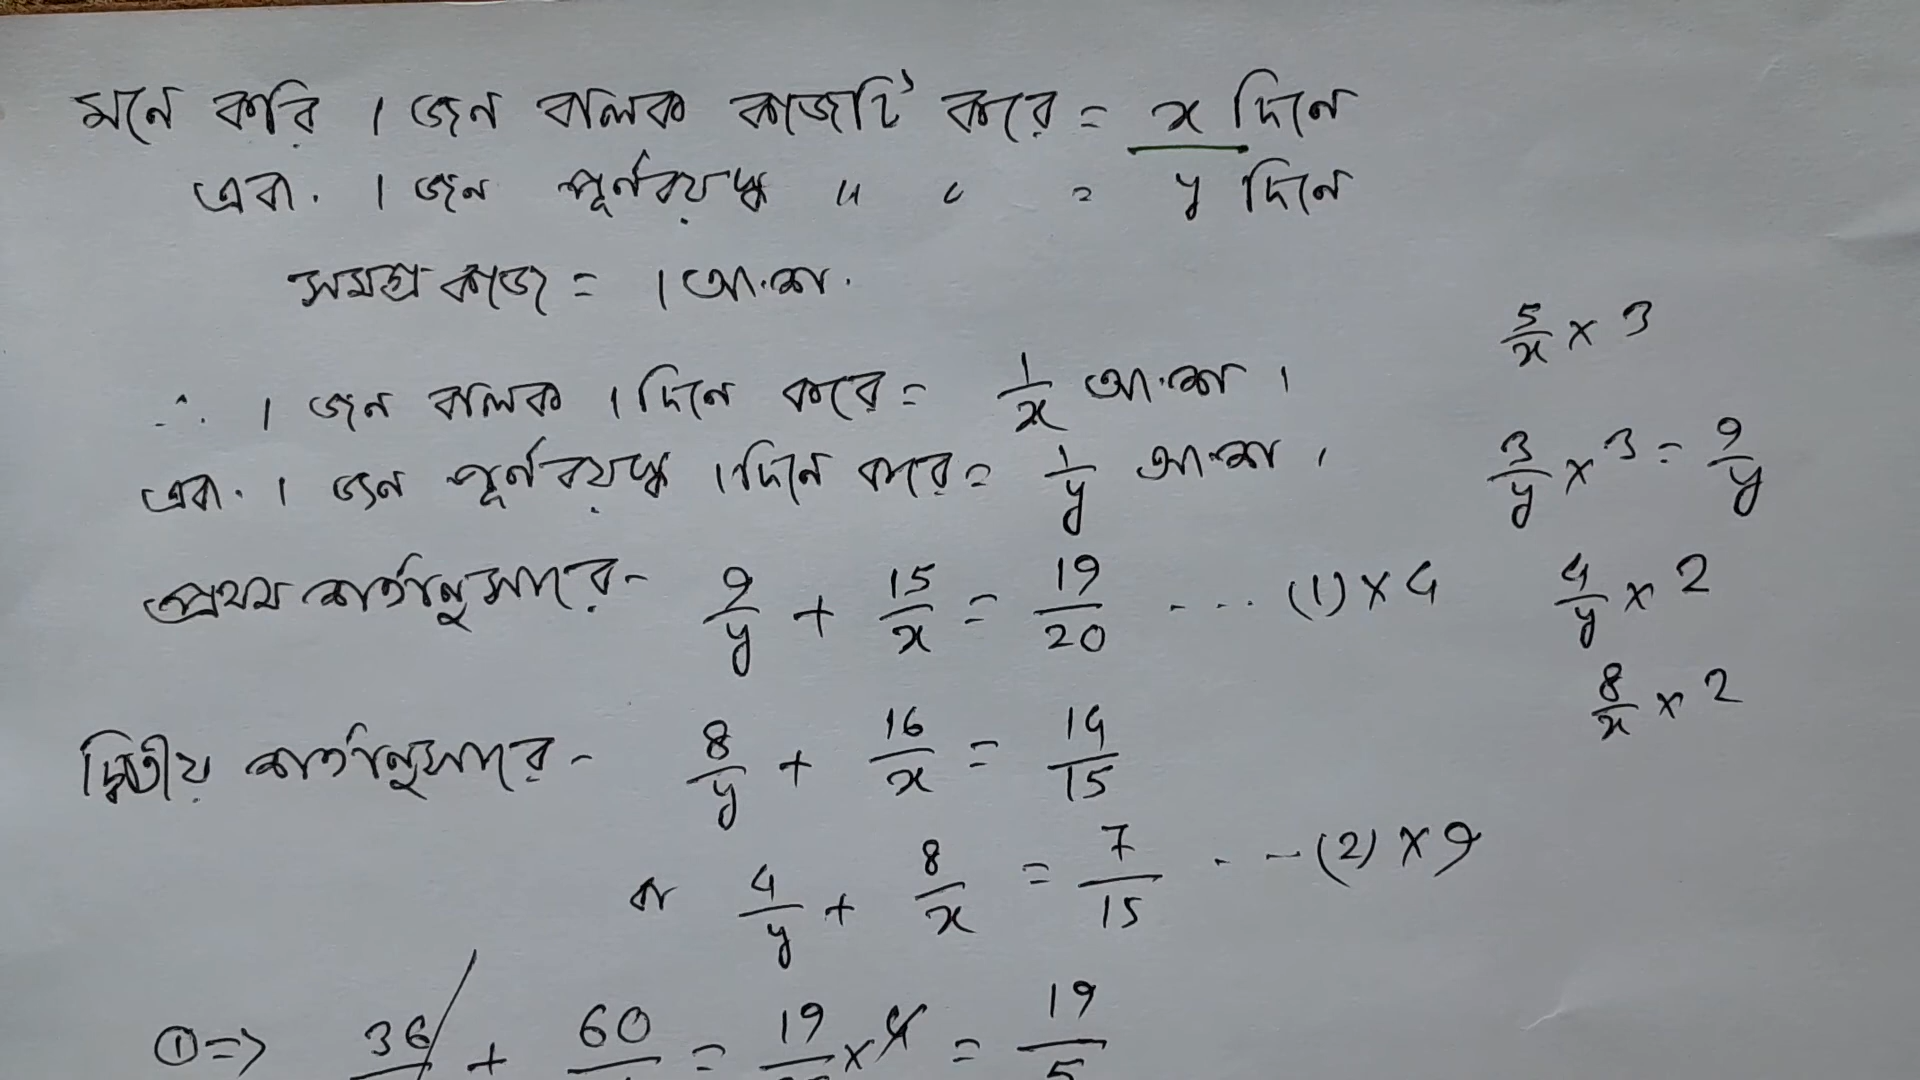 মনে করি 1 জন বালক কাজটি করে = x দিনে
এবং 1 জন পূর্ণবয়স্ক " " = y দিনে
সমগ্র কাজ = 1 অংশ.
5/x × 3
∴ 1 জন বালক 1 দিনে করে = 1/x অংশ।
এবং 1 জন পূর্ণবয়স্ক 1 দিনে করে = 1/y অংশ।
3/y × 3 = 9/y
প্রথম শর্তানুসারে- 9/y + 15/x = 19/20 .... (1) × 4
4/y × 2
8/x × 2
দ্বিতীয় শর্তানুসারে- 8/y + 16/x = 14/15
বা 4/y + 8/x = 7/15 ... (2) × 9
①=> 36 + 60 = 19 × 4 = 19/5